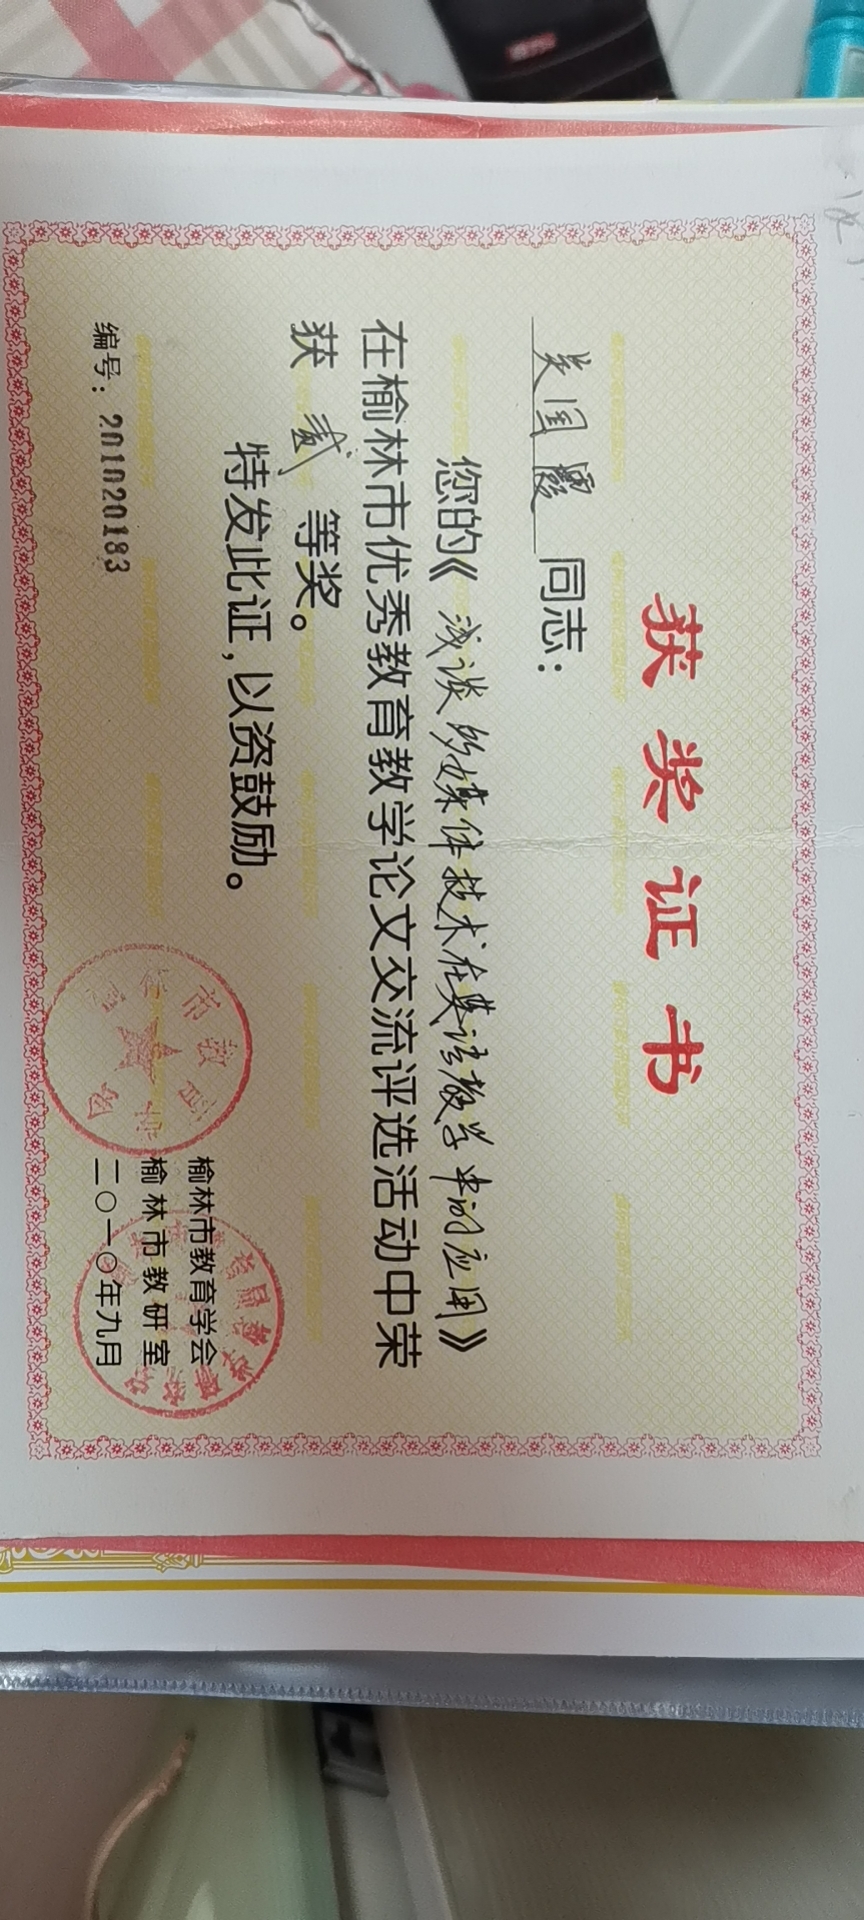 获奖证书
吴国霞 同志：
您的《浅谈多媒体技术在英语教学中的应用》
在榆林市优秀教育教学论文交流评选活动中荣
获 贰 等奖。
特发此证，以资鼓励。
榆林市教育学会
榆林市教研室
编号：201020183
二〇一〇年九月